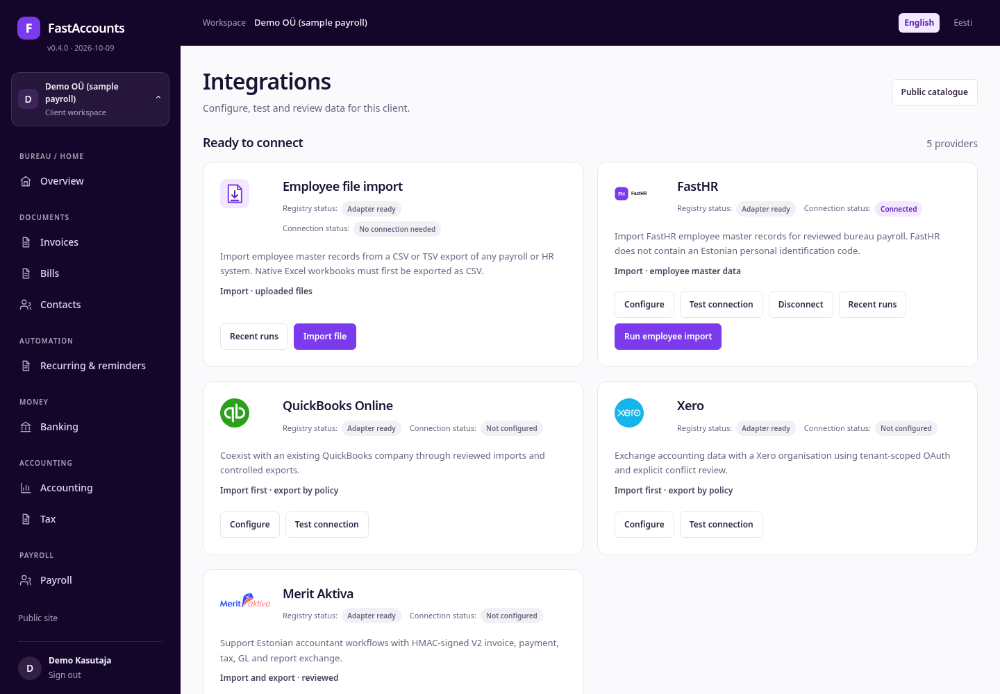 F FastAccounts
v0.4.0 · 2026-10-09
D
Demo OÜ (sample
payroll)
Client workspace
BUREAU / HOME
Overview
DOCUMENTS
Invoices
Bills
Contacts
AUTOMATION
Recurring & reminders
MONEY
Banking
ACCOUNTING
Accounting
Tax
PAYROLL
Payroll
Public site
D
Demo Kasutaja
Sign out
Workspace Demo OÜ (sample payroll)
English Eesti
Integrations
Configure, test and review data for this client.
Public catalogue
Ready to connect
5 providers
Employee file import
Registry status: Adapter ready
Connection status: No connection needed
Import employee master records from a CSV or TSV export of any payroll or HR
system. Native Excel workbooks must first be exported as CSV.
Import · uploaded files
Recent runs Import file
FH FastHR
FastHR
Registry status: Adapter ready Connection status: Connected
Import FastHR employee master records for reviewed bureau payroll. FastHR
does not contain an Estonian personal identification code.
Import · employee master data
Configure Test connection Disconnect Recent runs
Run employee import
qb
QuickBooks Online
Registry status: Adapter ready Connection status: Not configured
Coexist with an existing QuickBooks company through reviewed imports and
controlled exports.
Import first · export by policy
Configure Test connection
xero
Xero
Registry status: Adapter ready Connection status: Not configured
Exchange accounting data with a Xero organisation using tenant-scoped OAuth
and explicit conflict review.
Import first · export by policy
Configure Test connection
Merit aktiva
Merit Aktiva
Registry status: Adapter ready Connection status: Not configured
Support Estonian accountant workflows with HMAC-signed V2 invoice, payment,
tax, GL and report exchange.
Import and export · reviewed